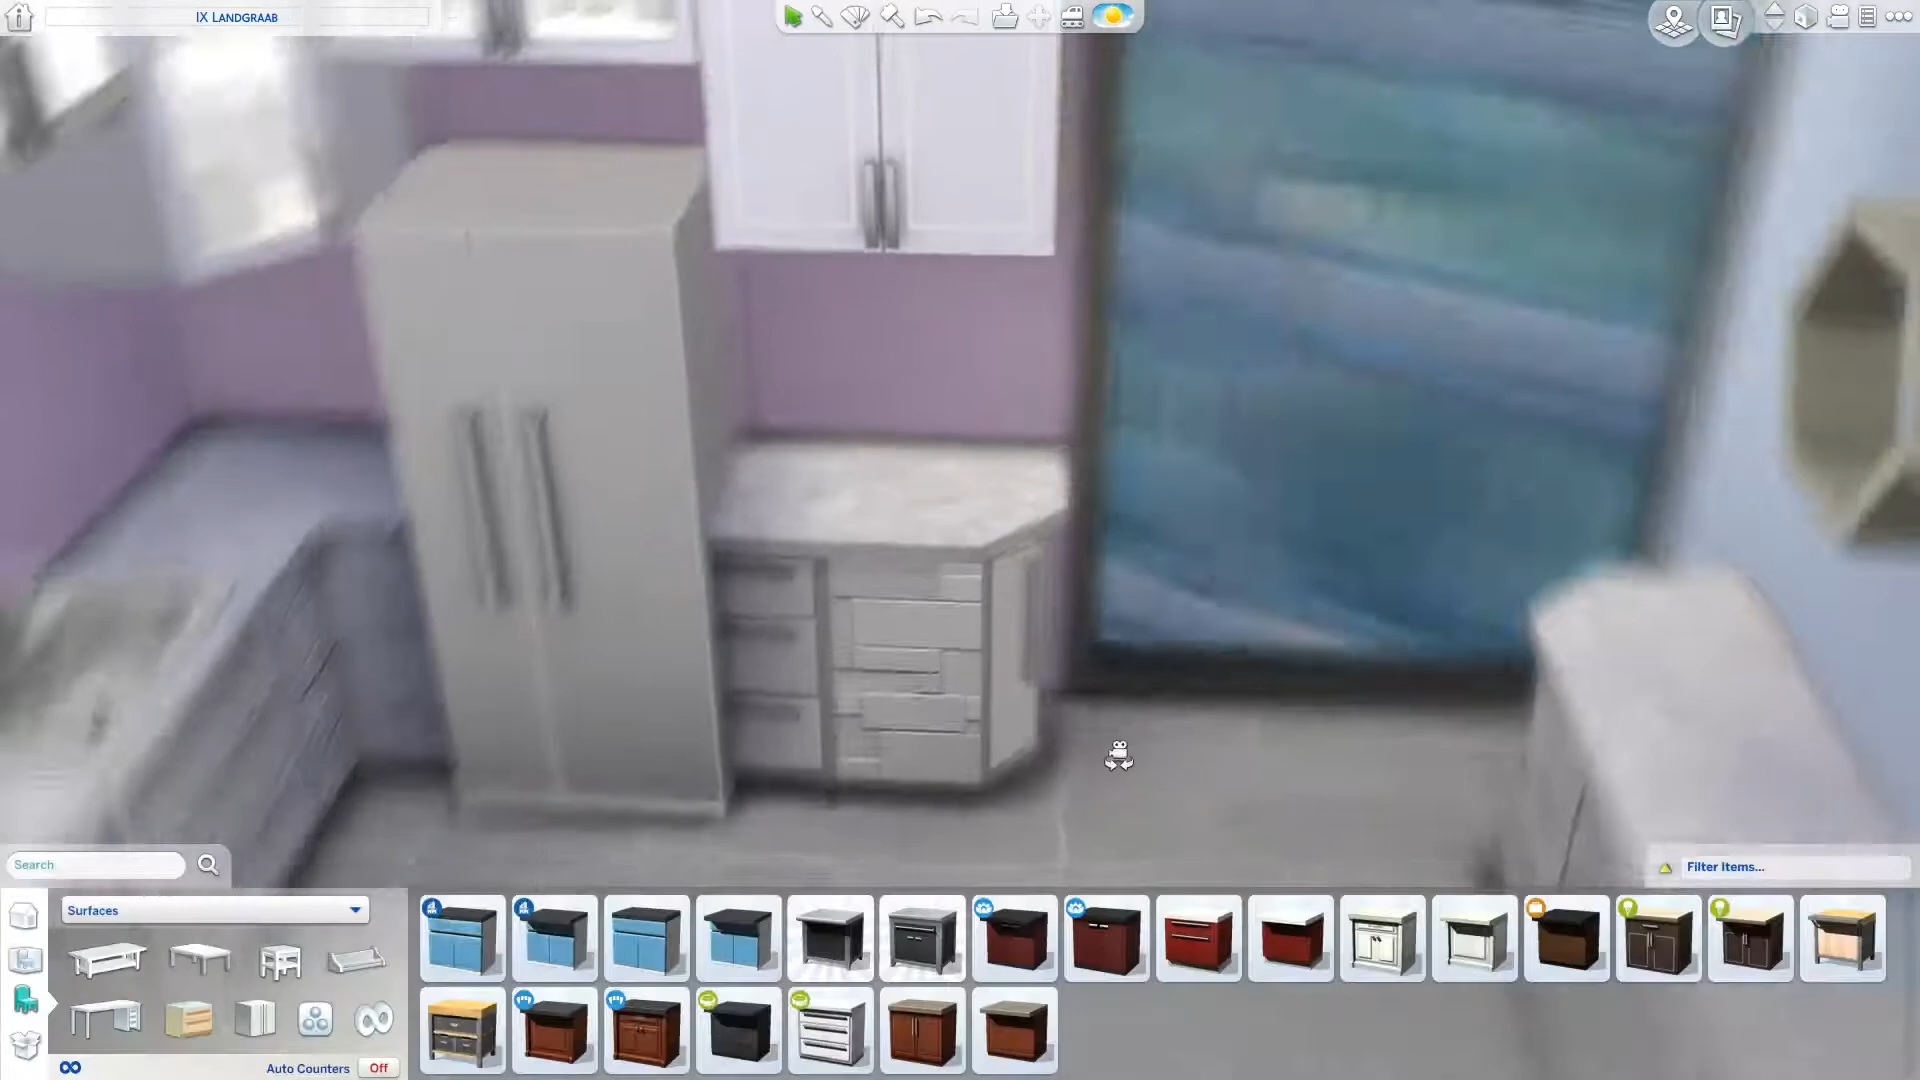 IX LANDGRAAB
Search
Filter Items...
Surfaces
Auto Counters Off